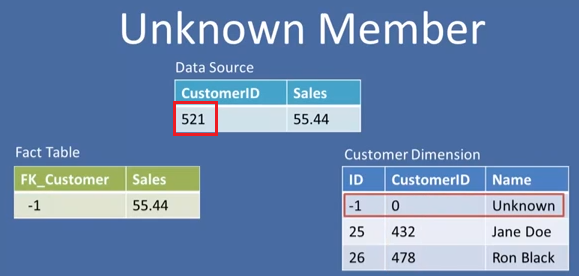 Unknown Member
Data Source
CustomerID Sales
521 55.44
Fact Table
FK_Customer Sales
-1 55.44
Customer Dimension
ID CustomerID Name
-1 0 Unknown
25 432 Jane Doe
26 478 Ron Black